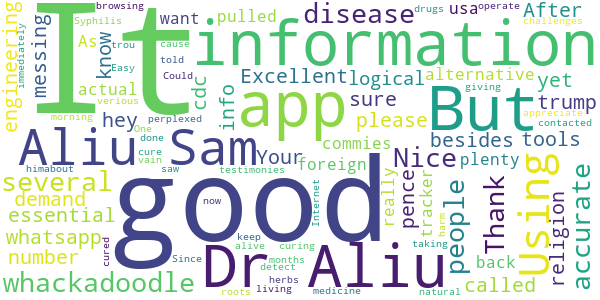 Syphilis browsing
It information disease usa operate
After drugs
want
engineering immediately messing As Easy trou cause know told pulled
Excellent logical alternative challenges
actual Could cdc info app sure But yet trump
verious perplexed hey please commies tools giving
morning One done cure vain
Aliu Sam Your Nice besides contacted
foreign plenty appreciate
several himabout saw testimonies really pence tracker people Thank Using religion accurate
demand good now Internet
essential
whatsapp Since keep Dr Aliu back harm
number cured alive curing called taking
months detect herbs living
whackadoodle roots medicine natural